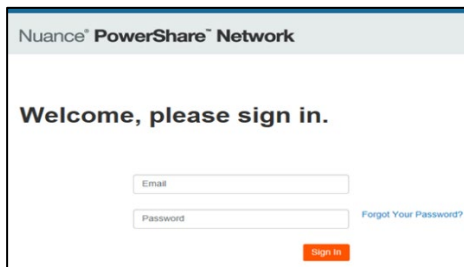 Nuance® PowerShare™ Network
Welcome, please sign in.
Email
Password
Forgot Your Password?
Sign In